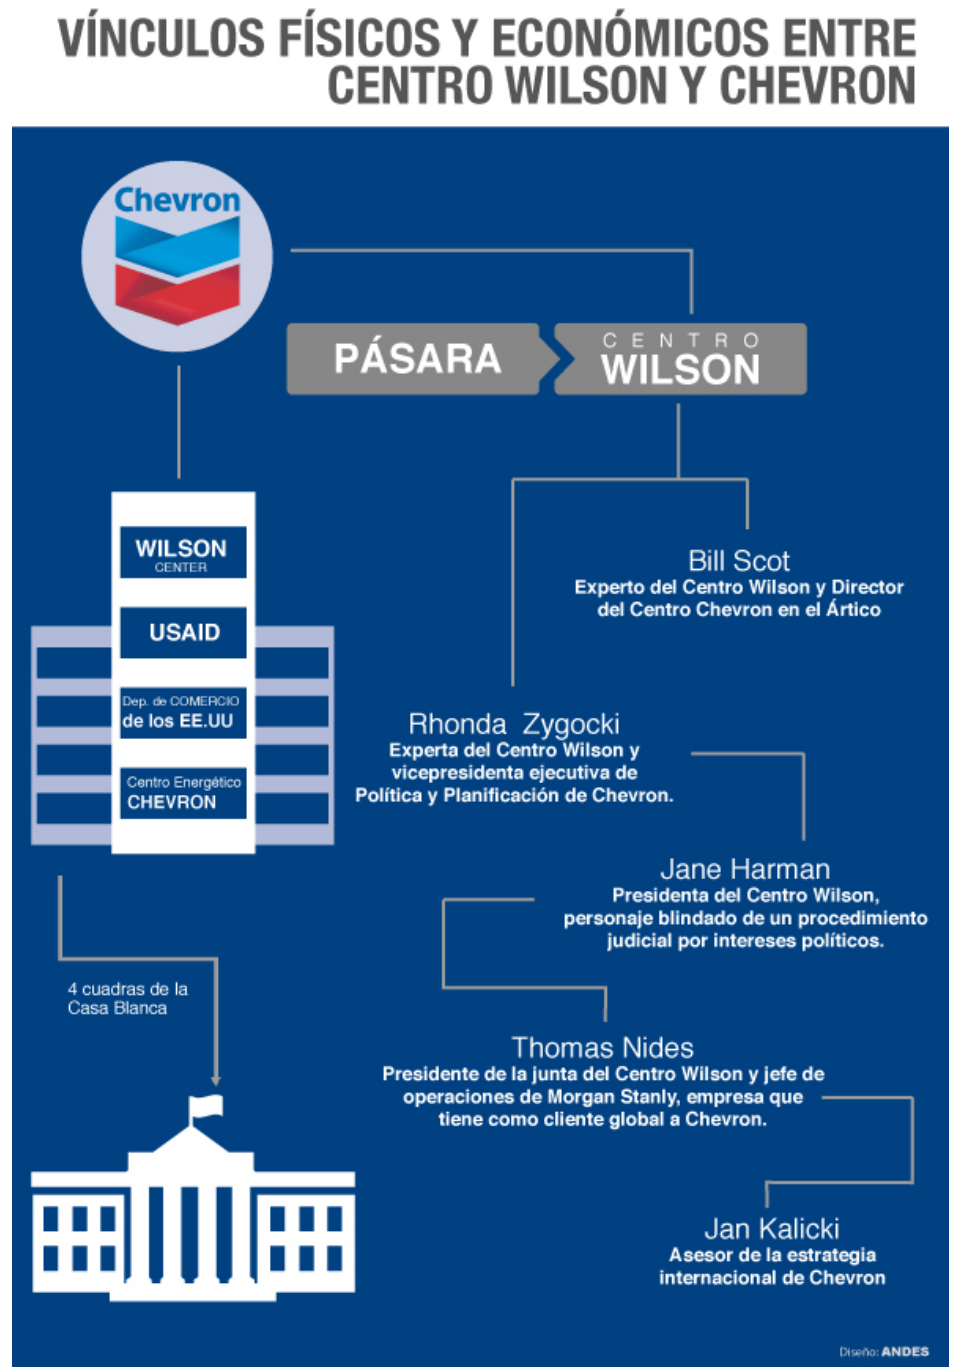 VÍNCULOS FÍSICOS Y ECONÓMICOS ENTRE
CENTRO WILSON Y CHEVRON
Chevron
PÁSARA
CENTRO
WILSON
WILSON
CENTER
USAID
Dep. de COMERCIO
de los EE.UU
Centro Energético
CHEVRON
4 cuadras de la
Casa Blanca
Bill Scot
Experto del Centro Wilson y Director
del Centro Chevron en el Ártico
Rhonda Zygocki
Experta del Centro Wilson y
vicepresidenta ejecutiva de
Política y Planificación de Chevron.
Jane Harman
Presidenta del Centro Wilson,
personaje blindado de un procedimiento
judicial por intereses políticos.
Thomas Nides
Presidente de la junta del Centro Wilson y jefe de
operaciones de Morgan Stanly, empresa que
tiene como cliente global a Chevron.
Jan Kalicki
Asesor de la estrategia
internacional de Chevron
Diseño: ANDES